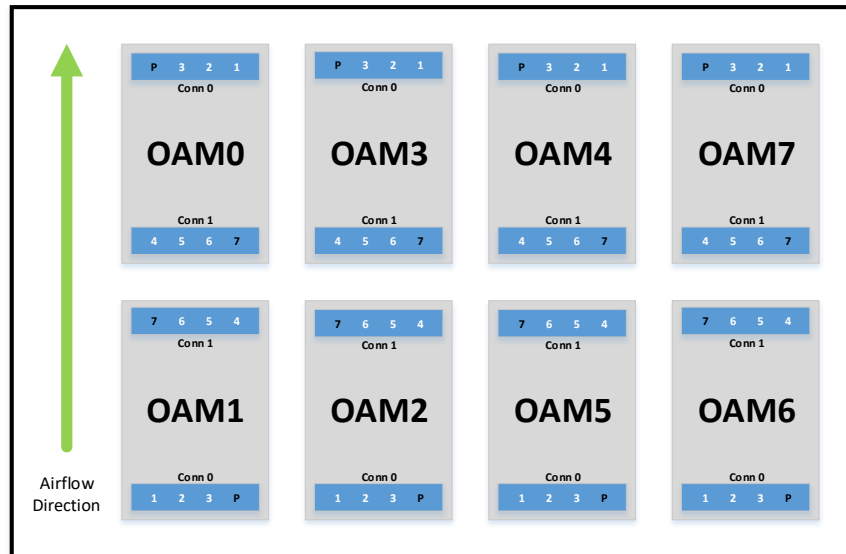 P 3 2 1
Conn 0
OAM0
Conn 1
4 5 6 7
P 3 2 1
Conn 0
OAM3
Conn 1
4 5 6 7
P 3 2 1
Conn 0
OAM4
Conn 1
4 5 6 7
P 3 2 1
Conn 0
OAM7
Conn 1
4 5 6 7
7 6 5 4
Conn 1
OAM1
Conn 0
1 2 3 P
7 6 5 4
Conn 1
OAM2
Conn 0
1 2 3 P
7 6 5 4
Conn 1
OAM5
Conn 0
1 2 3 P
7 6 5 4
Conn 1
OAM6
Conn 0
1 2 3 P
Airflow
Direction